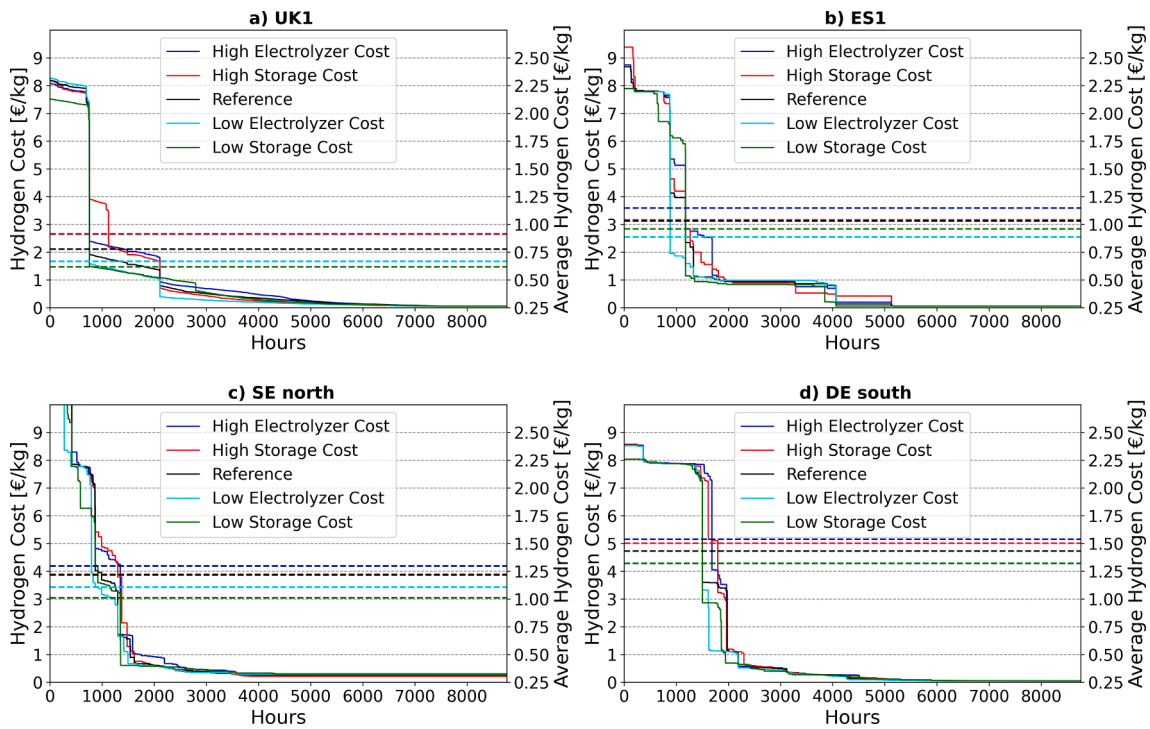 a) UK1
Hydrogen Cost [€/kg]
9
8
7
6
5
4
3
2
1
0
High Electrolyzer Cost
High Storage Cost
Reference
Low Electrolyzer Cost
Low Storage Cost
2.50
2.25
2.00
1.75
1.50
1.25
1.00
0.75
0.50
0.25
Average Hydrogen Cost [€/kg]
0 1000 2000 3000 4000 5000 6000 7000 8000
Hours
b) ES1
Hydrogen Cost [€/kg]
9
8
7
6
5
4
3
2
1
0
High Electrolyzer Cost
High Storage Cost
Reference
Low Electrolyzer Cost
Low Storage Cost
2.50
2.25
2.00
1.75
1.50
1.25
1.00
0.75
0.50
0.25
Average Hydrogen Cost [€/kg]
0 1000 2000 3000 4000 5000 6000 7000 8000
Hours
c) SE north
Hydrogen Cost [€/kg]
9
8
7
6
5
4
3
2
1
0
High Electrolyzer Cost
High Storage Cost
Reference
Low Electrolyzer Cost
Low Storage Cost
2.50
2.25
2.00
1.75
1.50
1.25
1.00
0.75
0.50
0.25
Average Hydrogen Cost [€/kg]
0 1000 2000 3000 4000 5000 6000 7000 8000
Hours
d) DE south
Hydrogen Cost [€/kg]
9
8
7
6
5
4
3
2
1
0
High Electrolyzer Cost
High Storage Cost
Reference
Low Electrolyzer Cost
Low Storage Cost
2.50
2.25
2.00
1.75
1.50
1.25
1.00
0.75
0.50
0.25
Average Hydrogen Cost [€/kg]
0 1000 2000 3000 4000 5000 6000 7000 8000
Hours